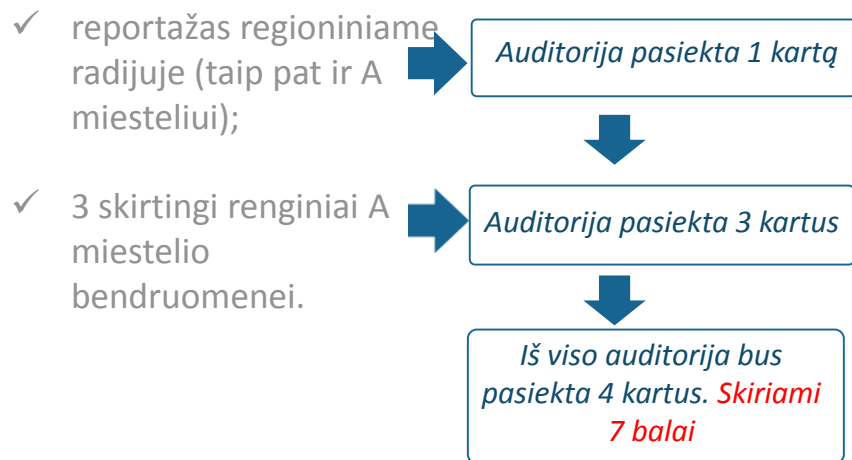 ✓ reportažas regioniniame
radijuje (taip pat ir A
miesteliui);
Auditorija pasiekta 1 kartą
✓ 3 skirtingi renginiai A
miestelio
bendruomenei.
Auditorija pasiekta 3 kartus
Iš viso auditorija bus
pasiekta 4 kartus. Skiriami
7 balai